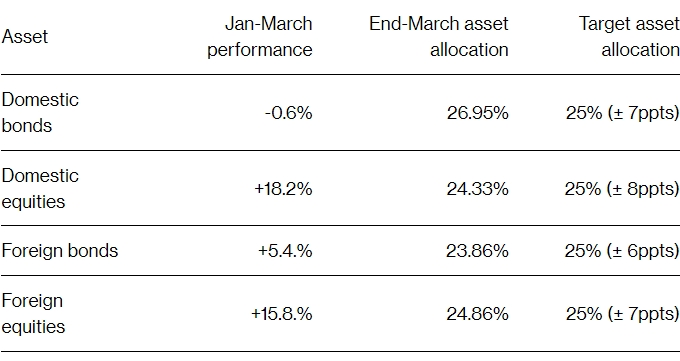 Asset
Jan-March performance
End-March asset allocation
Target asset allocation
Domestic bonds
-0.6%
26.95%
25% (± 7ppts)
Domestic equities
+18.2%
24.33%
25% (± 8ppts)
Foreign bonds
+5.4.%
23.86%
25% (± 6ppts)
Foreign equities
+15.8.%
24.86%
25% (± 7ppts)